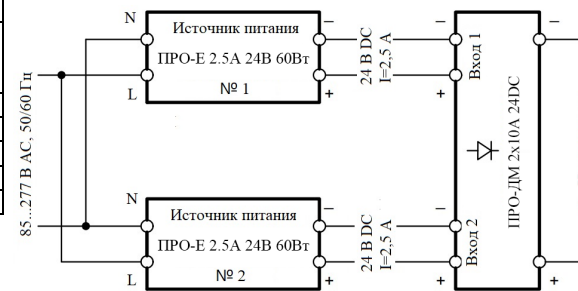 N
Источник питания
ПРО-Е 2.5А 24В 60Вт
№ 1
L
85...277 В АС, 50/60 Гц
− +
24 В DC
I=2,5 А
− +
Вход 1
ПРО-ДМ 2х10А 24DC
− +
N
Источник питания
ПРО-Е 2.5А 24В 60Вт
№ 2
L
− +
24 В DC
I=2,5 А
− +
Вход 2